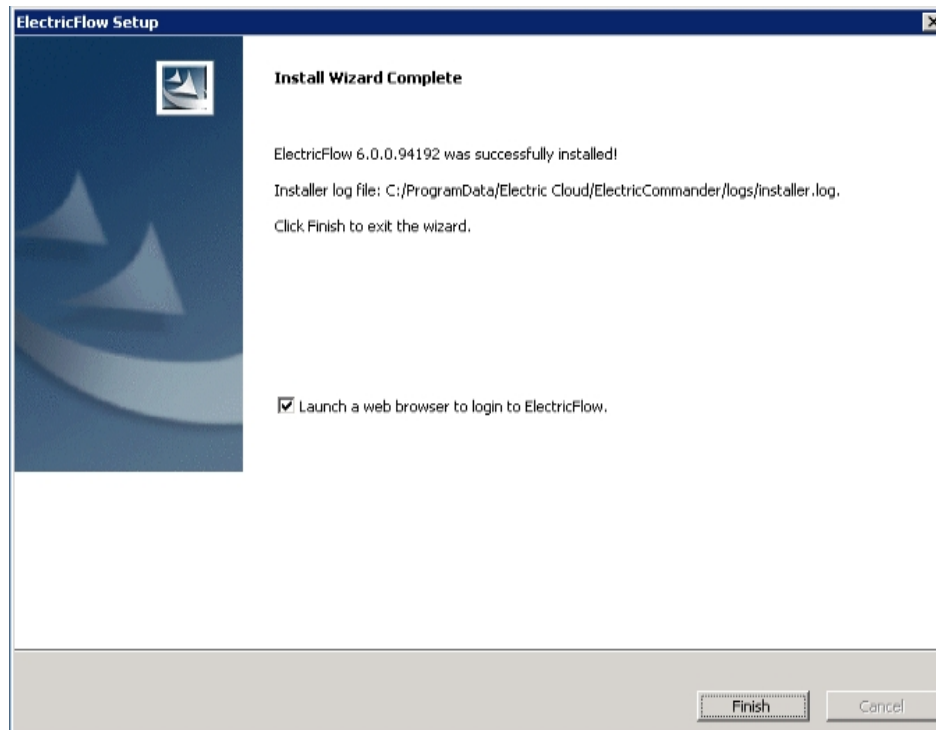 ElectricFlow Setup
Install Wizard Complete
ElectricFlow 6.0.0.94192 was successfully installed!
Installer log file: C:/ProgramData/Electric Cloud/ElectricCommander/logs/installer.log.
Click Finish to exit the wizard.
Launch a web browser to login to ElectricFlow.
Finish
Cancel